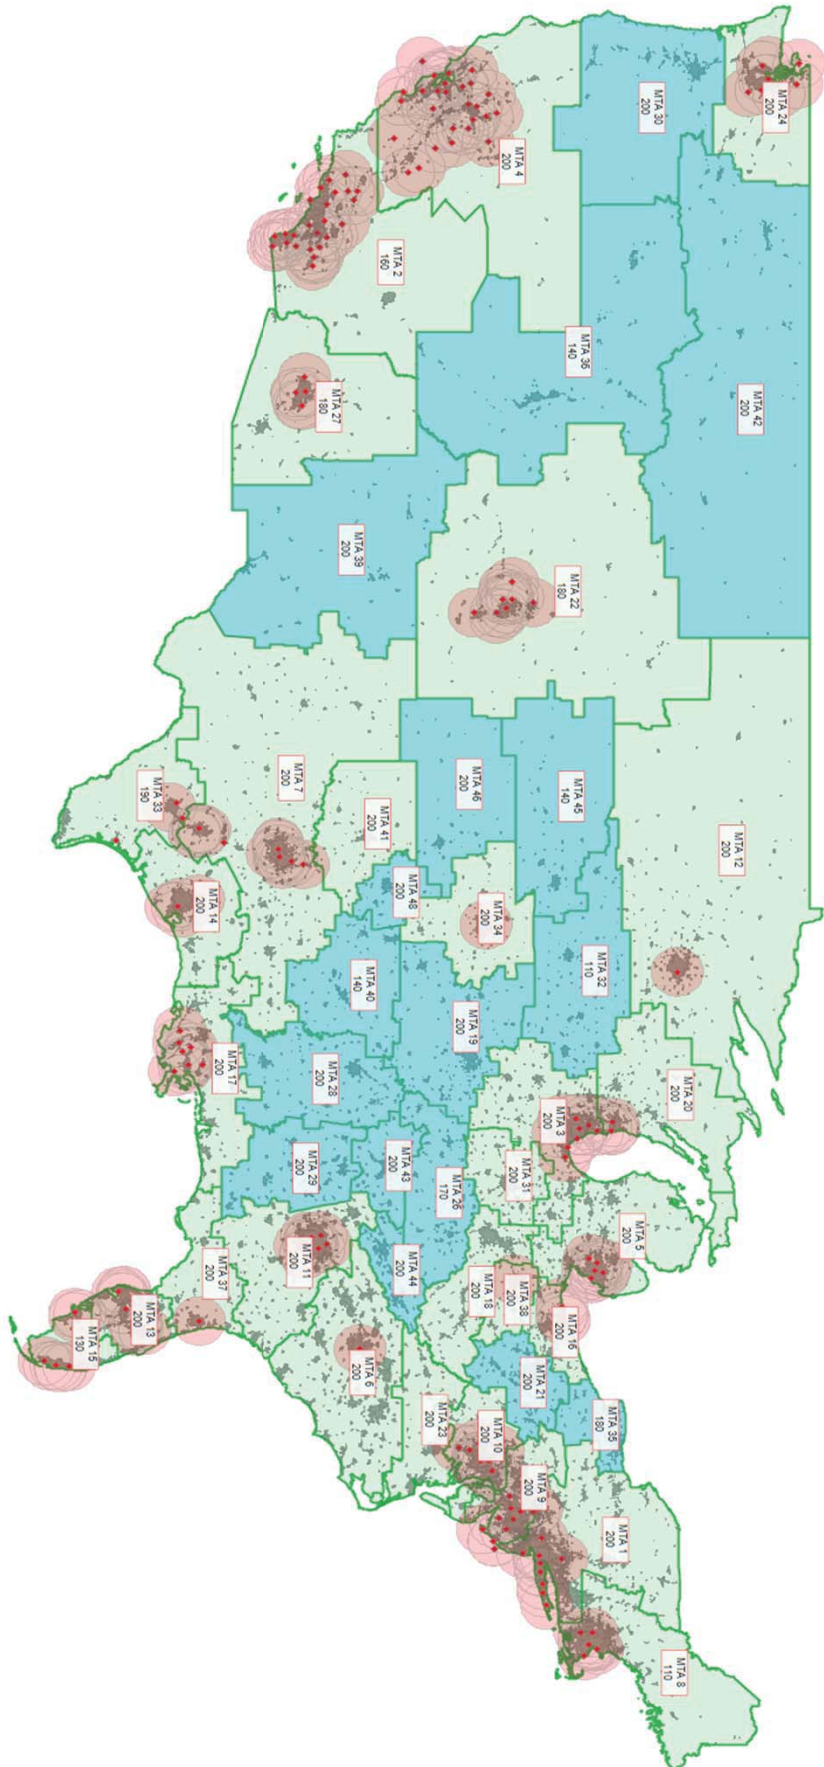 MTA 24
200
MTA 30
200
MTA 42
200
MTA 4
200
MTA 2
160
MTA 36
140
MTA 27
180
MTA 39
200
MTA 22
180
MTA 12
200
MTA 45
140
MTA 46
200
MTA 41
200
MTA 7
200
MTA 33
190
MTA 14
200
MTA 48
200
MTA 34
200
MTA 32
110
MTA 40
140
MTA 19
200
MTA 20
200
MTA 3
200
MTA 31
200
MTA 28
200
MTA 17
200
MTA 29
200
MTA 43
200
MTA 26
170
MTA 5
200
MTA 38
200
MTA 18
200
MTA 16
200
MTA 44
200
MTA 11
200
MTA 37
200
MTA 13
200
MTA 15
130
MTA 6
200
MTA 21
200
MTA 35
180
MTA 23
200
MTA 10
200
MTA 9
200
MTA 1
200
MTA 8
110